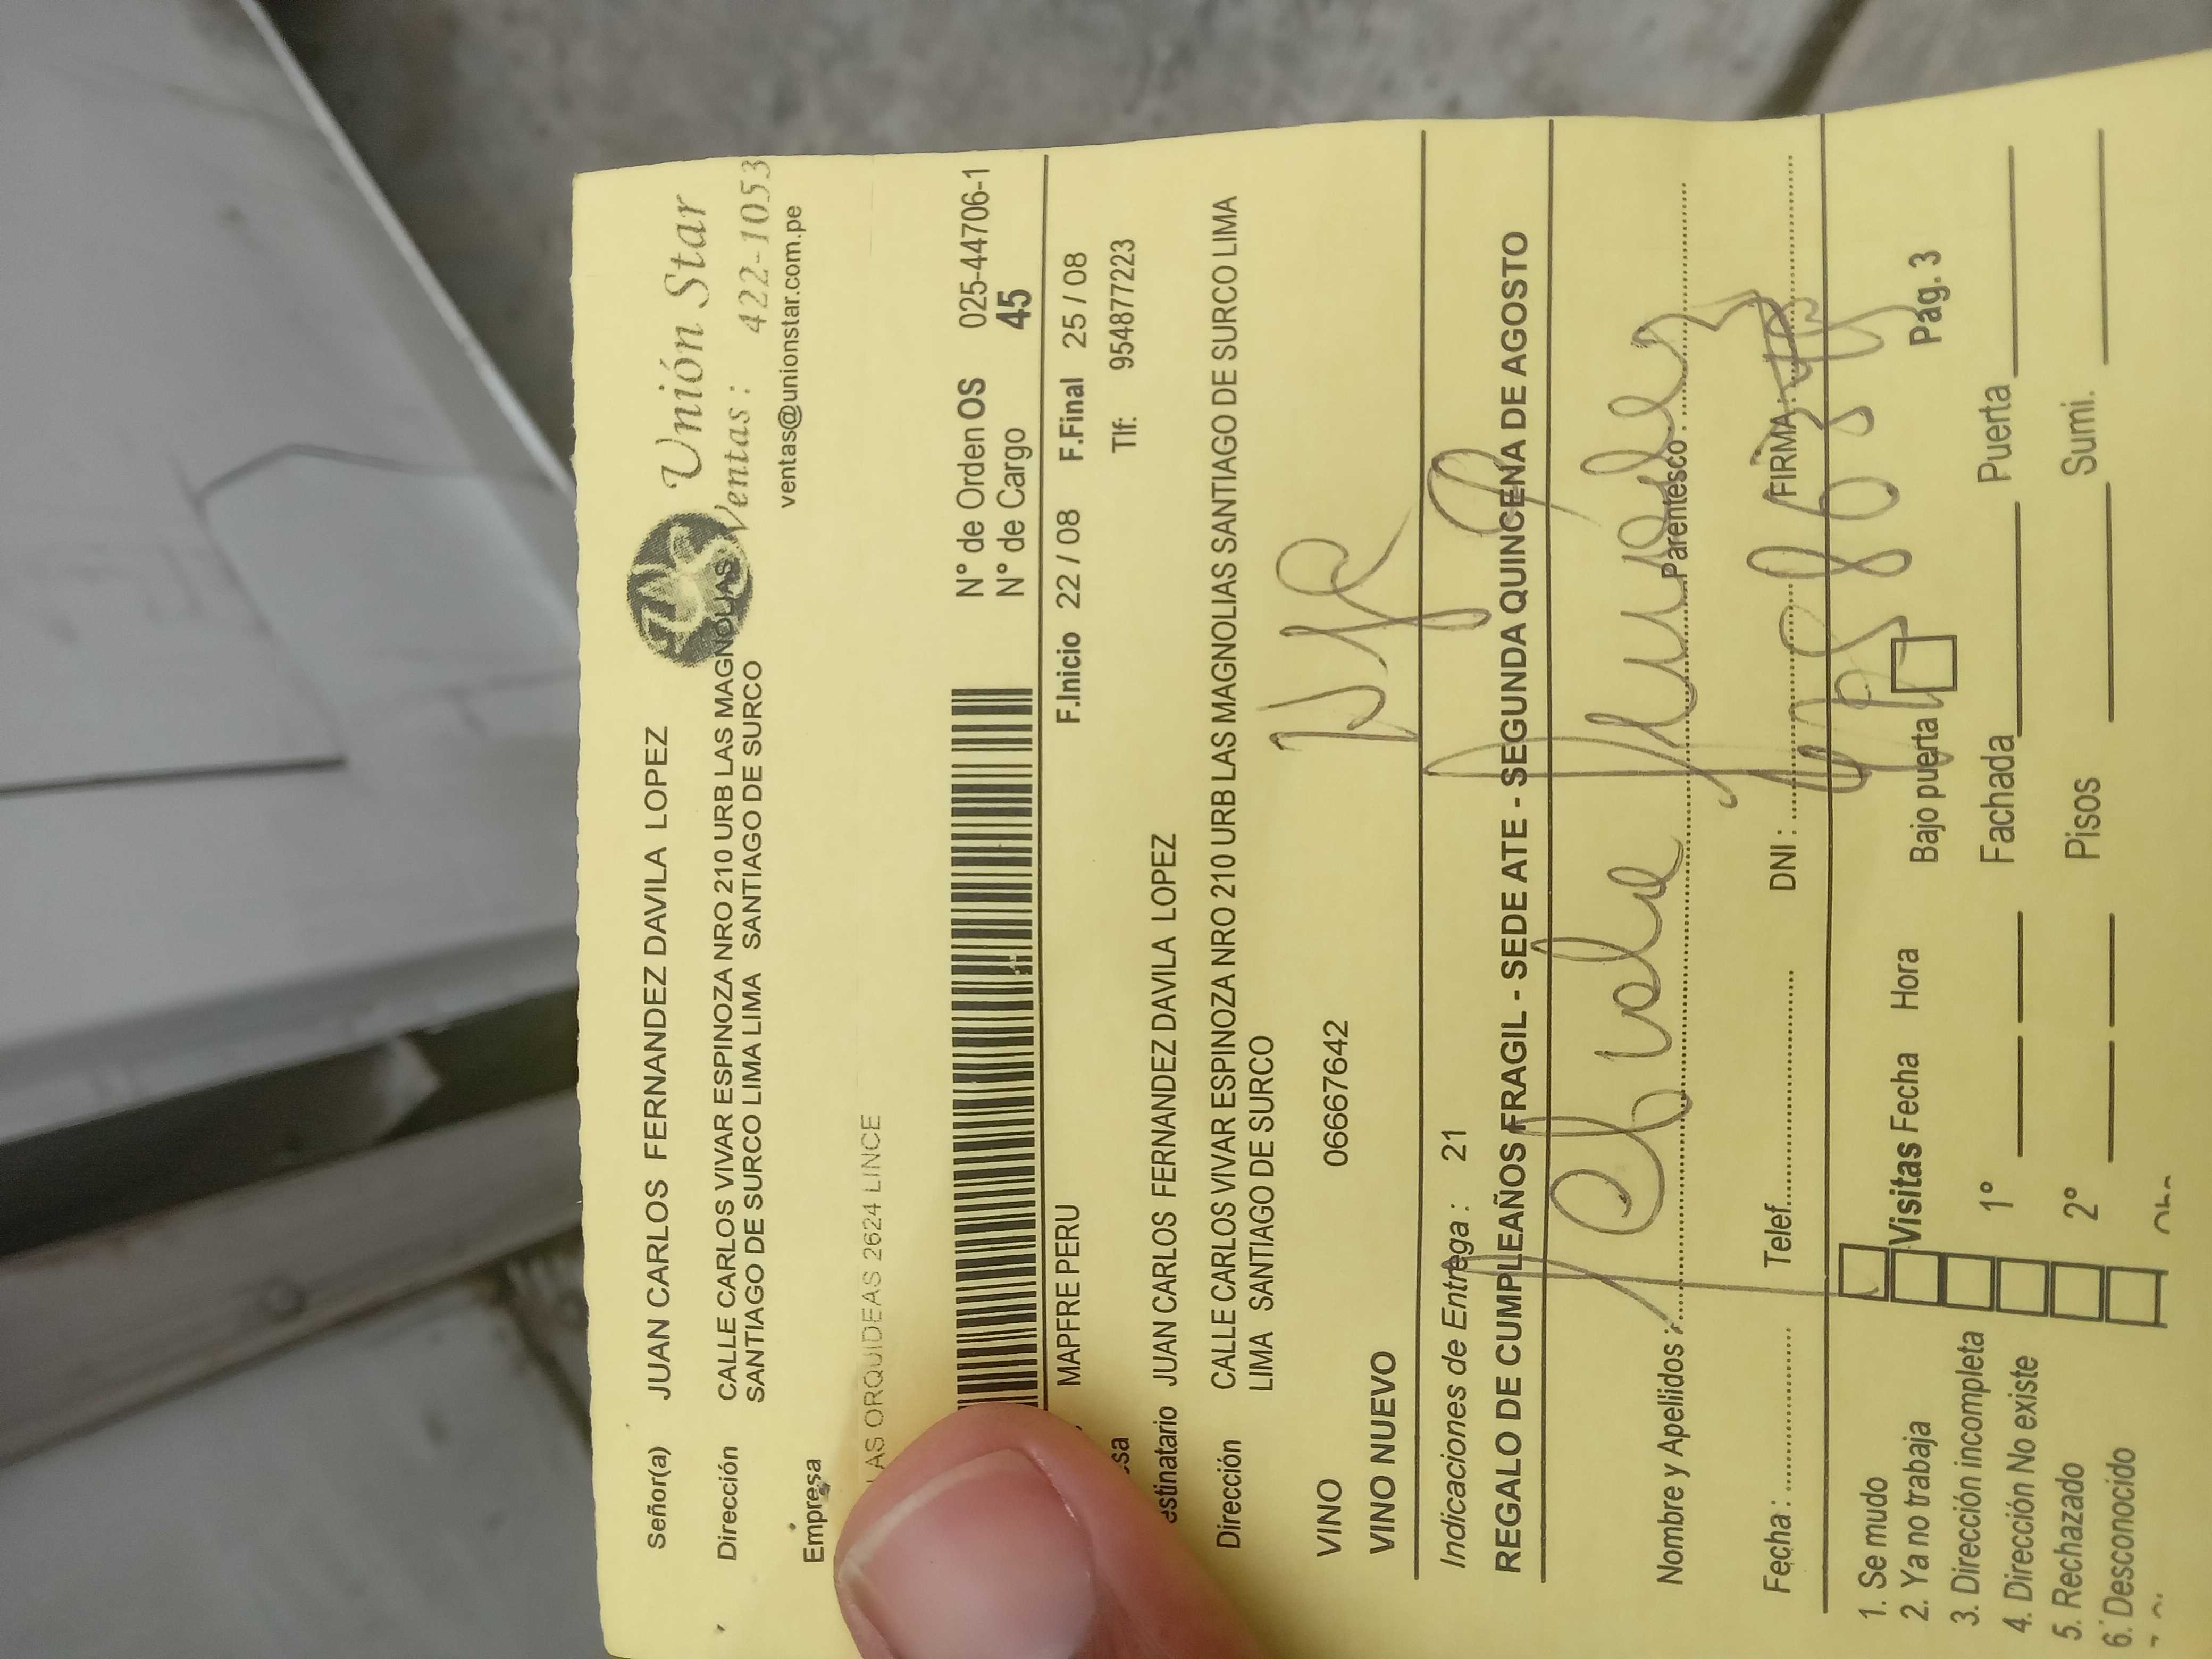 Unión Star
Ventas : 422-1053
ventas@unionstar.com.pe
Señor(a) JUAN CARLOS FERNANDEZ DAVILA LOPEZ
Dirección CALLE CARLOS VIVAR ESPINOZA NRO 210 URB LAS MAGNOLIAS
SANTIAGO DE SURCO LIMA LIMA SANTIAGO DE SURCO
Empresa
LAS ORQUIDEAS 2624 LINCE
N° de Orden OS 025-44706-1
N° de Cargo 45
MAPFRE PERU F.Inicio 22 / 08 F.Final 25 / 08
Tlf: 954877223
estinatario JUAN CARLOS FERNANDEZ DAVILA LOPEZ
Dirección CALLE CARLOS VIVAR ESPINOZA NRO 210 URB LAS MAGNOLIAS SANTIAGO DE SURCO LIMA
LIMA SANTIAGO DE SURCO
VINO 06667642
VINO NUEVO
Indicaciones de Entrega : 21
REGALO DE CUMPLEAÑOS FRAGIL - SEDE ATE - SEGUNDA QUINCENA DE AGOSTO
Nombre y Apellidos : Parentesco :
Fecha : Telef. DNI : FIRMA :
1. Se mudo
2. Ya no trabaja Visitas Fecha Hora Bajo puerta Pag. 3
3. Dirección incompleta
4. Dirección No existe 1° Fachada Puerta
5. Rechazado
6. Desconocido 2° Pisos Sumi.